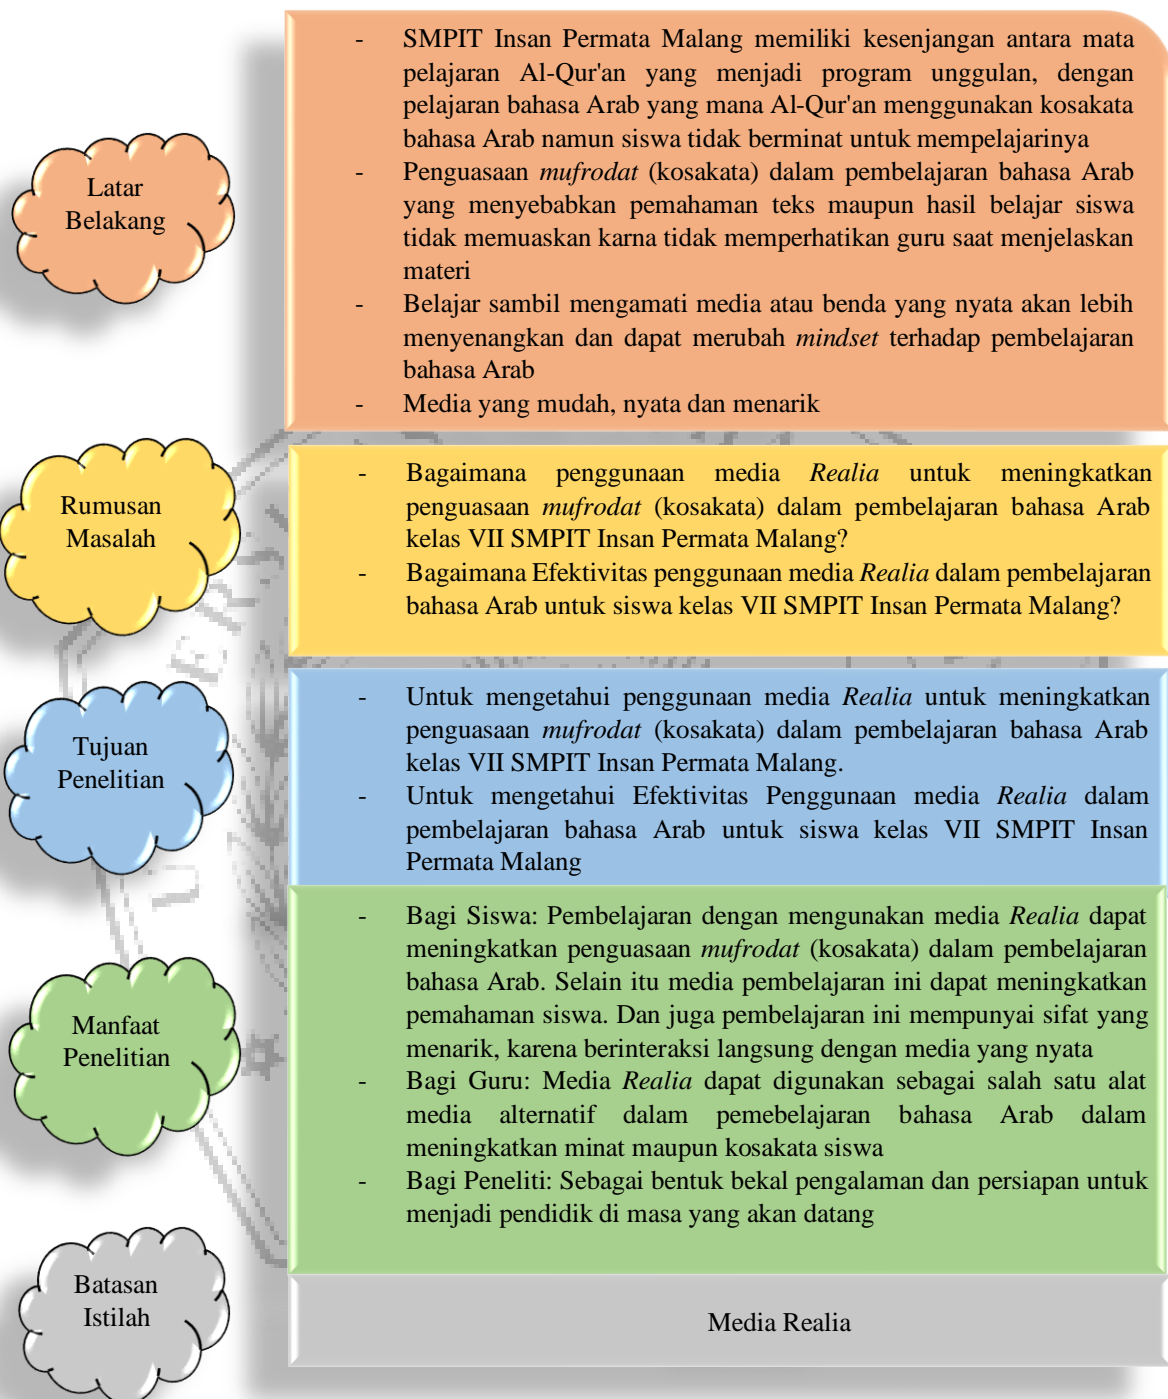 Latar
Belakang
- SMPIT Insan Permata Malang memiliki kesenjangan antara mata
pelajaran Al-Qur'an yang menjadi program unggulan, dengan
pelajaran bahasa Arab yang mana Al-Qur'an menggunakan kosakata
bahasa Arab namun siswa tidak berminat untuk mempelajarinya
- Penguasaan mufrodat (kosakata) dalam pembelajaran bahasa Arab
yang menyebabkan pemahaman teks maupun hasil belajar siswa
tidak memuaskan karna tidak memperhatikan guru saat menjelaskan
materi
- Belajar sambil mengamati media atau benda yang nyata akan lebih
menyenangkan dan dapat merubah mindset terhadap pembelajaran
bahasa Arab
- Media yang mudah, nyata dan menarik
Rumusan
Masalah
- Bagaimana penggunaan media Realia untuk meningkatkan
penguasaan mufrodat (kosakata) dalam pembelajaran bahasa Arab
kelas VII SMPIT Insan Permata Malang?
- Bagaimana Efektivitas penggunaan media Realia dalam pembelajaran
bahasa Arab untuk siswa kelas VII SMPIT Insan Permata Malang?
Tujuan
Penelitian
- Untuk mengetahui penggunaan media Realia untuk meningkatkan
penguasaan mufrodat (kosakata) dalam pembelajaran bahasa Arab
kelas VII SMPIT Insan Permata Malang.
- Untuk mengetahui Efektivitas Penggunaan media Realia dalam
pembelajaran bahasa Arab untuk siswa kelas VII SMPIT Insan
Permata Malang
Manfaat
Penelitian
- Bagi Siswa: Pembelajaran dengan mengunakan media Realia dapat
meningkatkan penguasaan mufrodat (kosakata) dalam pembelajaran
bahasa Arab. Selain itu media pembelajaran ini dapat meningkatkan
pemahaman siswa. Dan juga pembelajaran ini mempunyai sifat yang
menarik, karena berinteraksi langsung dengan media yang nyata
- Bagi Guru: Media Realia dapat digunakan sebagai salah satu alat
media alternatif dalam pemebelajaran bahasa Arab dalam
meningkatkan minat maupun kosakata siswa
- Bagi Peneliti: Sebagai bentuk bekal pengalaman dan persiapan untuk
menjadi pendidik di masa yang akan datang
Batasan
Istilah
Media Realia